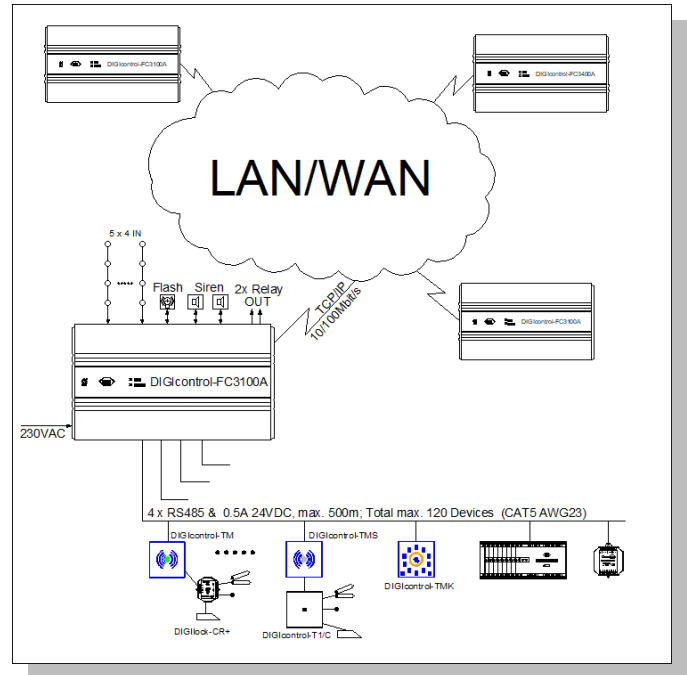 DIGIcontrol-FC3100A
DIGIcontrol-FC3400A
LAN/WAN
5 x 4 IN
Flash
Siren
2x Relay
OUT
TCP/IP
10/100Mbit/s
DIGIcontrol-FC3100A
DIGIcontrol-FC3100A
230VAC
4 x RS485 & 0.5A 24VDC, max. 500m; Total max. 120 Devices (CAT5 AWG23)
DIGIcontrol-TM
DIGIcontrol-TMS
DIGIcontrol-TMK
DIGIlock-CR+
DIGIcontrol-T1/C